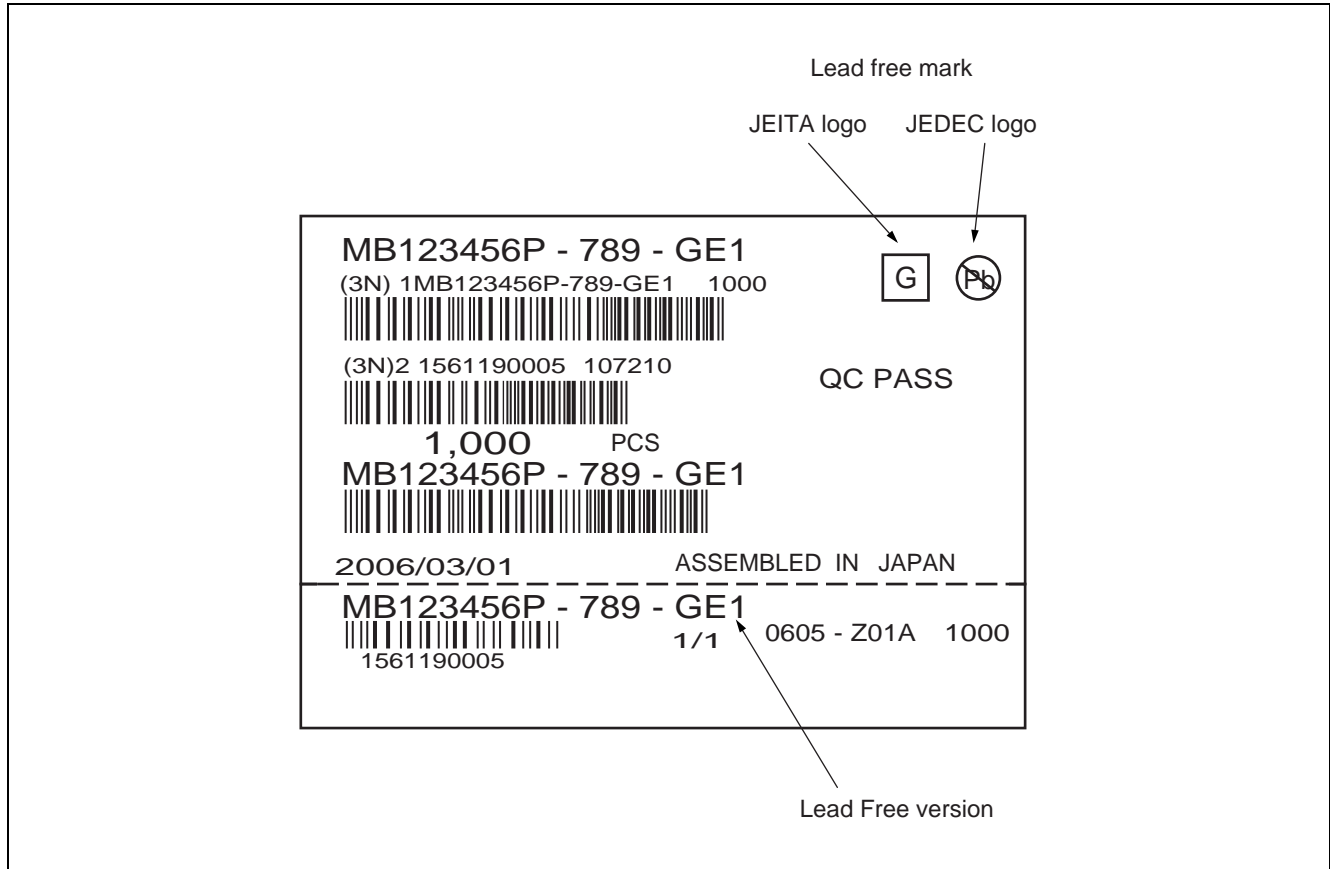 Lead free mark
JEITA logo JEDEC logo
MB123456P - 789 - GE1
(3N) 1MB123456P-789-GE1 1000
G Pb
(3N)2 1561190005 107210
QC PASS
1,000 PCS
MB123456P - 789 - GE1
2006/03/01 ASSEMBLED IN JAPAN
MB123456P - 789 - GE1
1/1 0605 - Z01A 1000
1561190005
Lead Free version